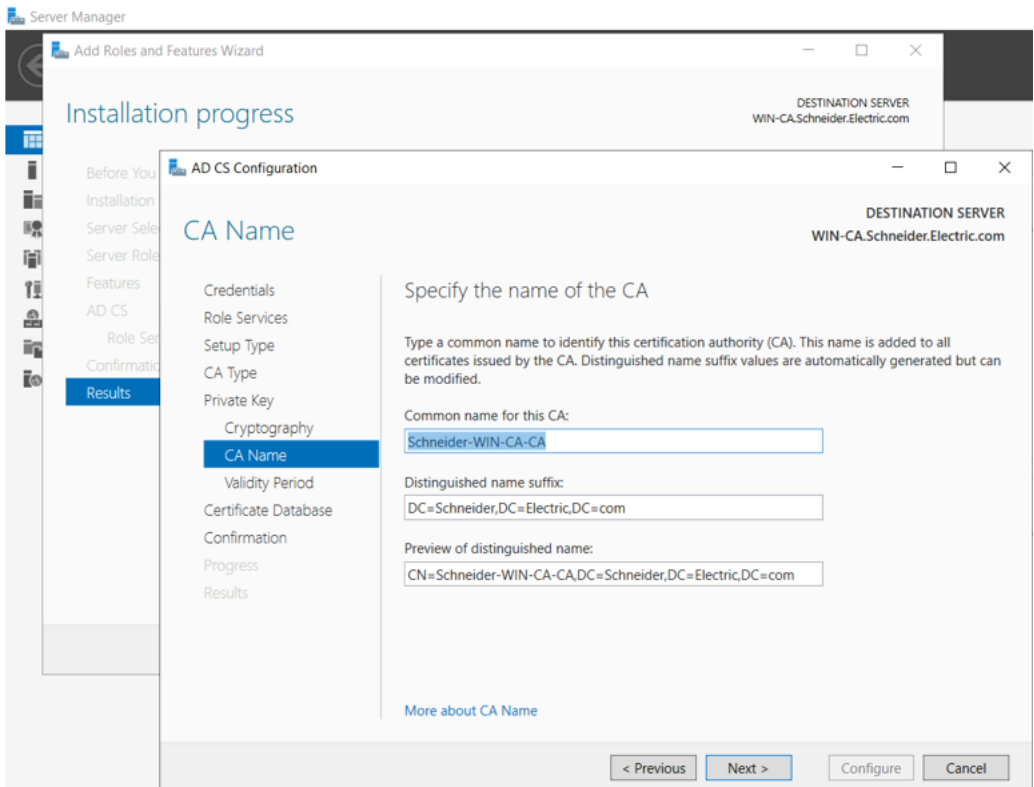 Server Manager
Add Roles and Features Wizard
Installation progress
DESTINATION SERVER
WIN-CA.Schneider.Electric.com
Before You
Installation
Server Sele
Server Role
Features
AD CS
Role Ser
Confirmatio
Results
AD CS Configuration
CA Name
DESTINATION SERVER
WIN-CA.Schneider.Electric.com
Credentials
Role Services
Setup Type
CA Type
Private Key
Cryptography
CA Name
Validity Period
Certificate Database
Confirmation
Progress
Results
Specify the name of the CA
Type a common name to identify this certification authority (CA). This name is added to all
certificates issued by the CA. Distinguished name suffix values are automatically generated but can
be modified.
Common name for this CA:
Schneider-WIN-CA-CA
Distinguished name suffix:
DC=Schneider,DC=Electric,DC=com
Preview of distinguished name:
CN=Schneider-WIN-CA-CA,DC=Schneider,DC=Electric,DC=com
More about CA Name
< Previous
Next >
Configure
Cancel